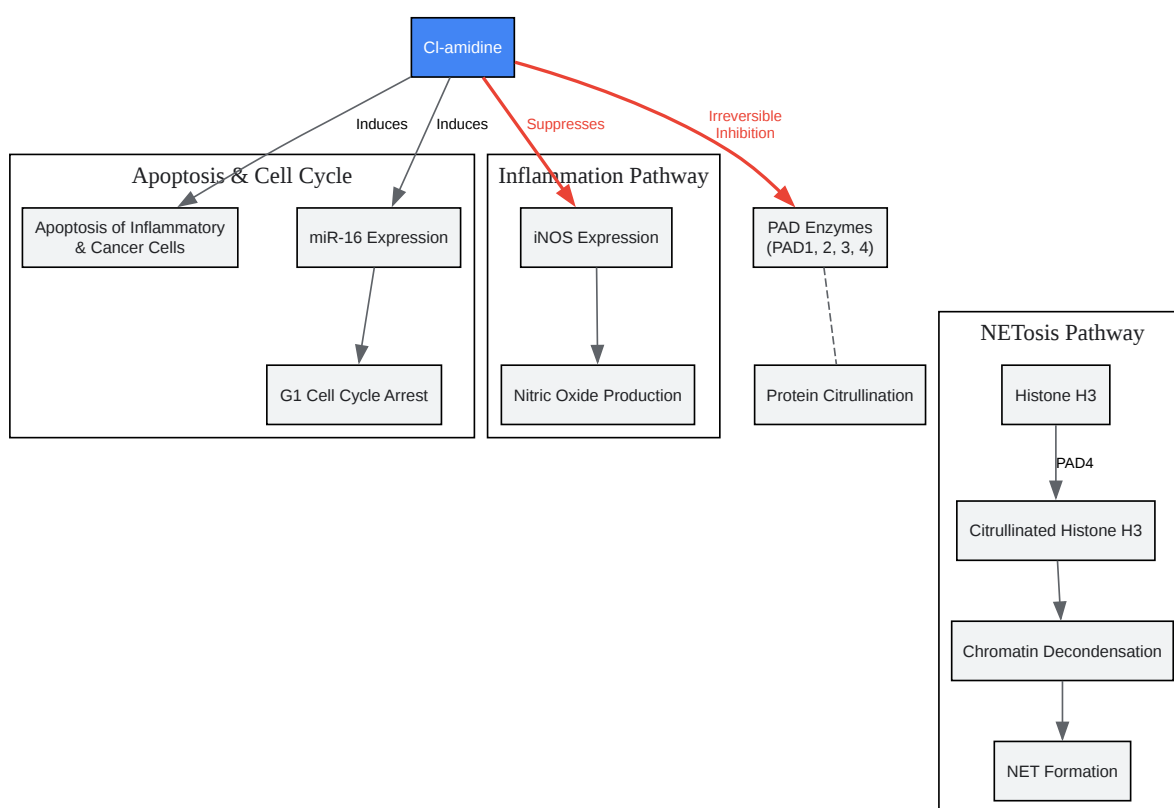 Cl-amidine
Induces
Induces
Suppresses
Irreversible
Inhibition
Apoptosis & Cell Cycle
Inflammation Pathway
Apoptosis of Inflammatory
& Cancer Cells
miR-16 Expression
iNOS Expression
PAD Enzymes
(PAD1, 2, 3, 4)
NETosis Pathway
G1 Cell Cycle Arrest
Nitric Oxide Production
Protein Citrullination
Histone H3
PAD4
Citrullinated Histone H3
Chromatin Decondensation
NET Formation